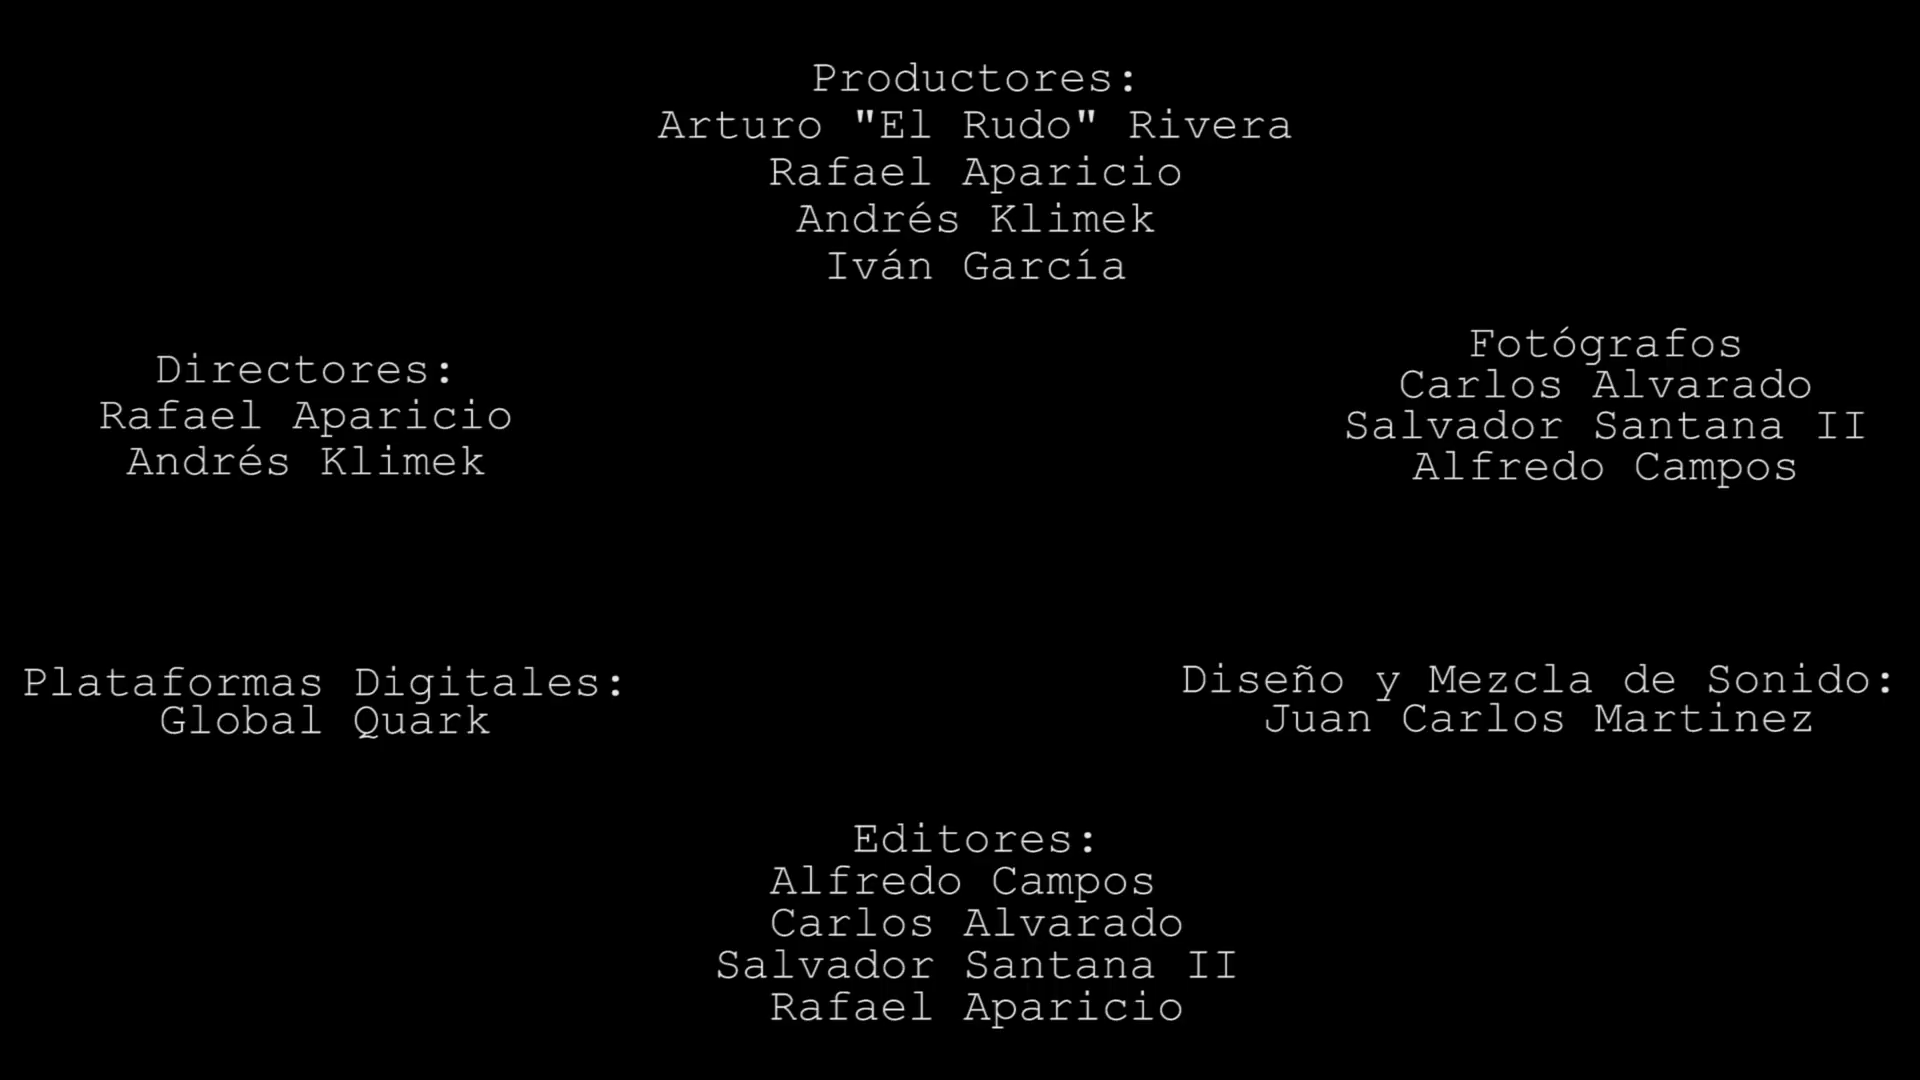 Productores:
Arturo "El Rudo" Rivera
Rafael Aparicio
Andrés Klimek
Iván García
Directores:
Rafael Aparicio
Andrés Klimek
Fotógrafos
Carlos Alvarado
Salvador Santana II
Alfredo Campos
Plataformas Digitales:
Global Quark
Diseño y Mezcla de Sonido:
Juan Carlos Martinez
Editores:
Alfredo Campos
Carlos Alvarado
Salvador Santana II
Rafael Aparicio